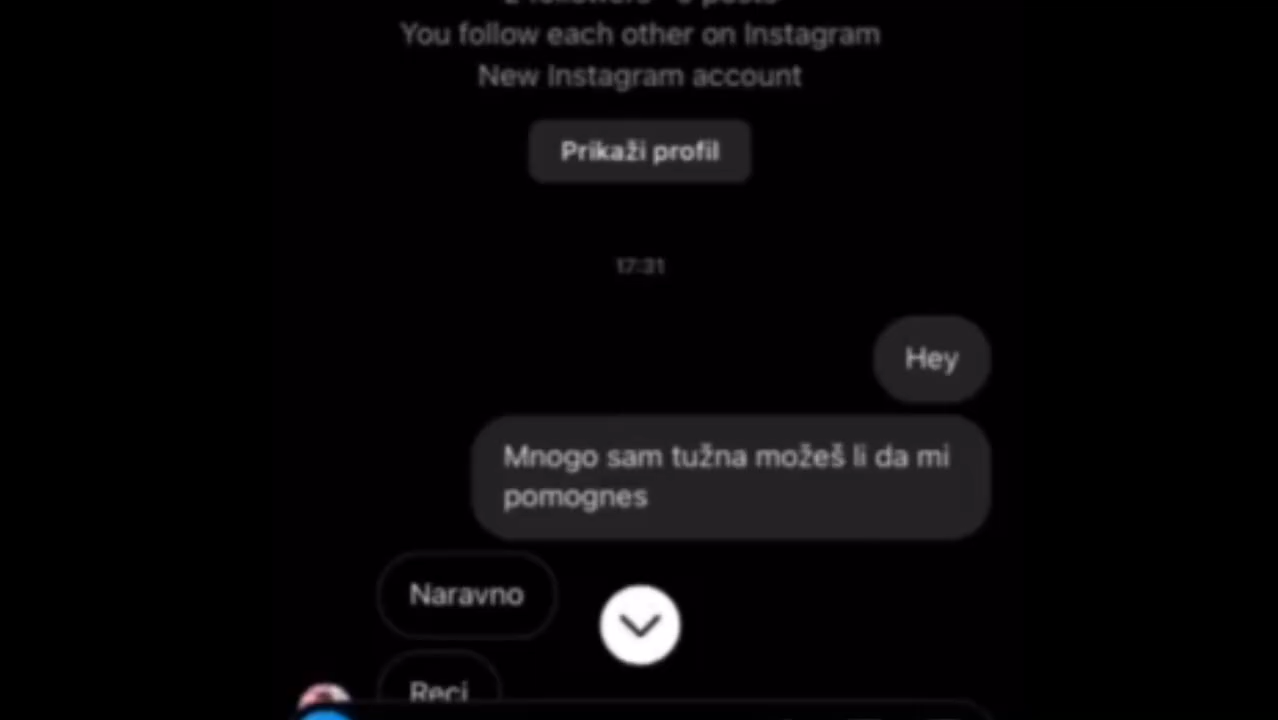 You follow each other on Instagram
New Instagram account
Prikaži profil
17:31
Hey
Mnogo sam tužna možeš li da mi
pomognes
Naravno
Reci